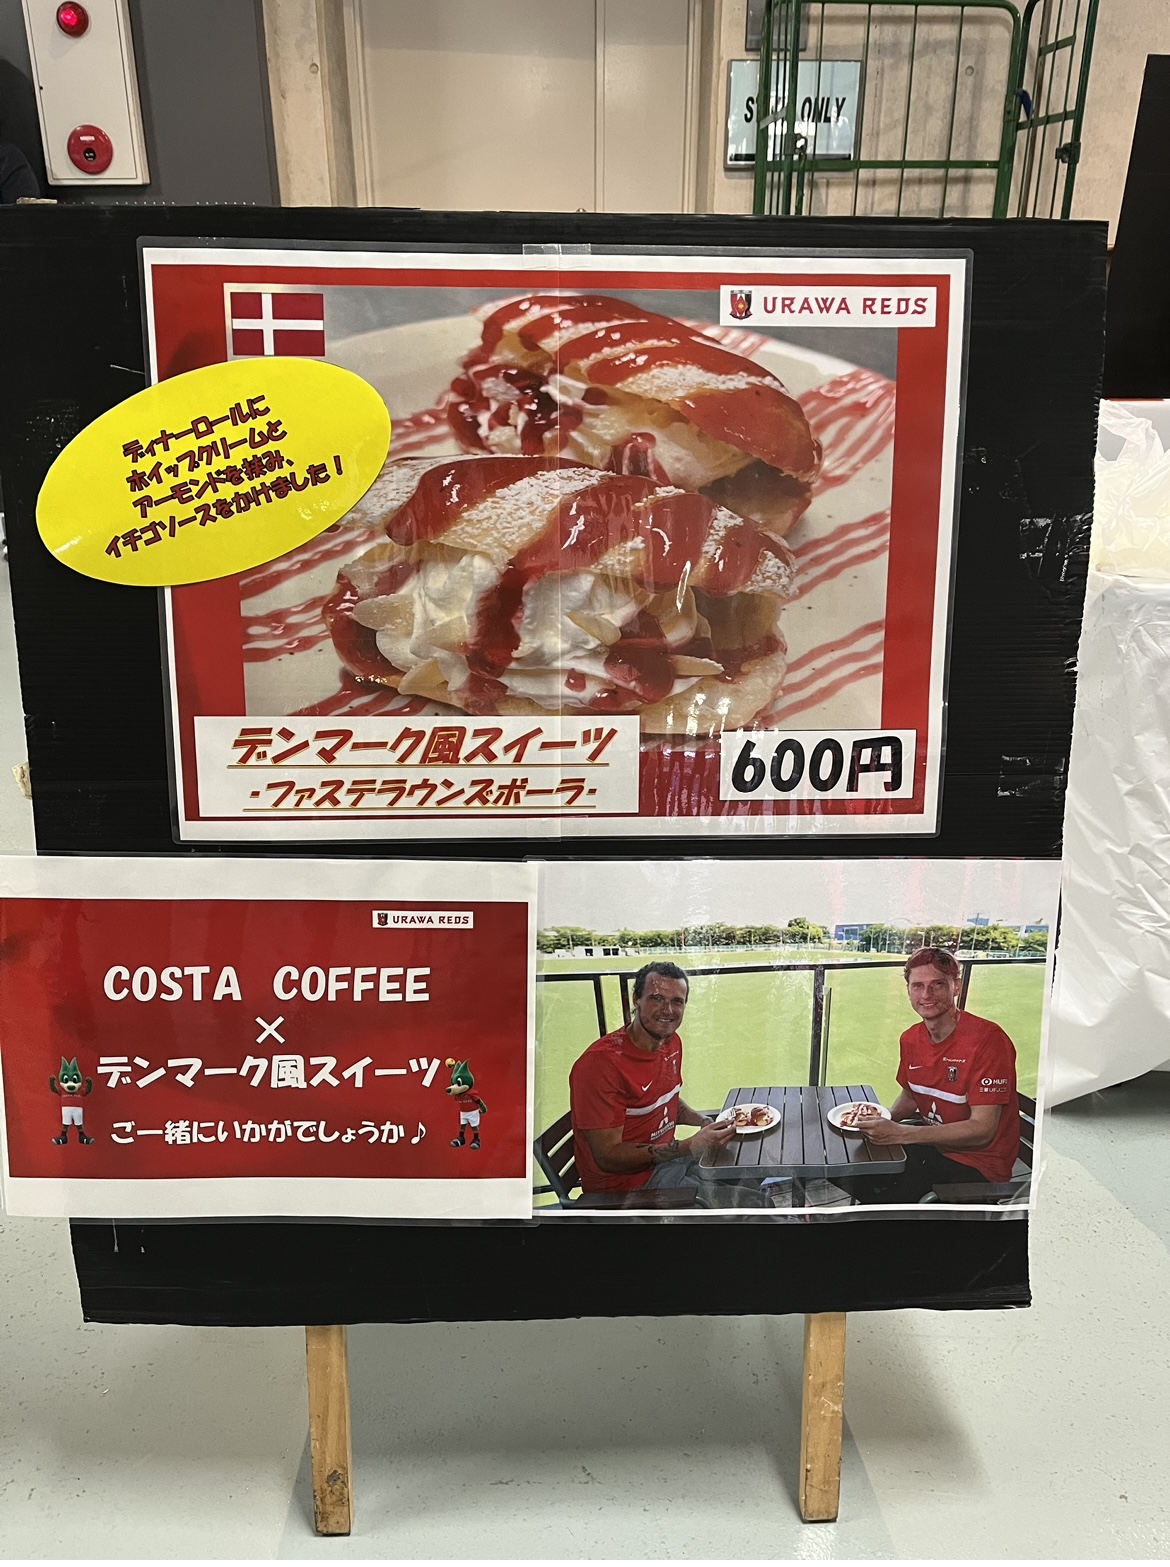 STAFF ONLY
URAWA REDS
ディナーロールに
ホイップクリームと
アーモンドを挟み、
イチゴソースをかけました！
デンマーク風スイーツ
-ファステラウンズボーラ-
600円
URAWA REDS
COSTA COFFEE
×
デンマーク風スイーツ
ご一緒にいかがでしょうか♪